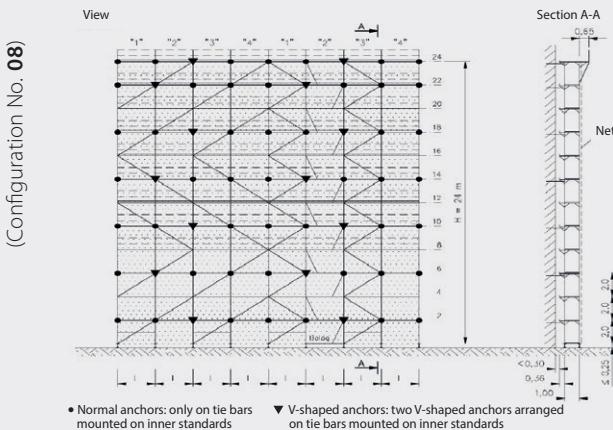 (Configuration No. 08)
View
Section A-A
A
"1" "2" "3" "4" "1" "2" "3" "4"
0,65
24
22
20
18
16
14
12
10
8
6
4
2
H = 24 m
Net
2,0
2,0
2,0
≤ 0,25
A
<0,30
0,36
1,00
l l l l l l l l
• Normal anchors: only on tie bars
mounted on inner standards
▼ V-shaped anchors: two V-shaped anchors arranged
on tie bars mounted on inner standards